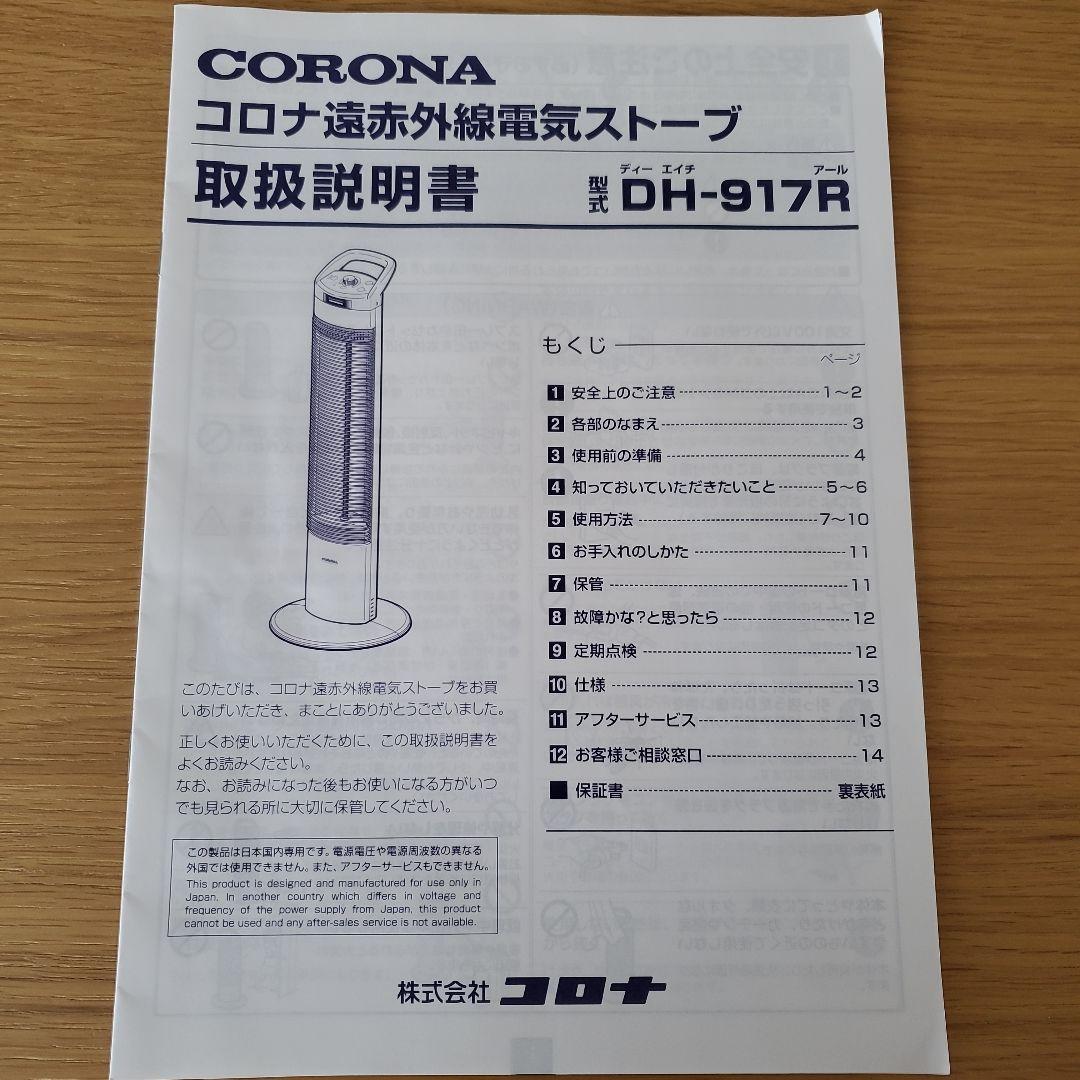 CORONA
コロナ遠赤外線電気ストーブ
取扱説明書
型式
ディー エイチ アール
DH-917R
もくじ
ページ
1 安全上のご注意 1～2
2 各部のなまえ 3
3 使用前の準備 4
4 知っておいていただきたいこと 5～6
5 使用方法 7～10
6 お手入れのしかた 11
7 保管 11
8 故障かな?と思ったら 12
9 定期点検 12
10 仕様 13
11 アフターサービス 13
12 お客様ご相談窓口 14
■ 保証書 裏表紙
このたびは、コロナ遠赤外線電気ストーブをお買
いあげいただき、まことにありがとうございました。
正しくお使いいただくために、この取扱説明書を
よくお読みください。
なお、お読みになった後もお使いになる方がいつ
でも見られる所に大切に保管してください。
この製品は日本国内専用です。電源電圧や電源周波数の異なる
外国では使用できません。また、アフターサービスもできません。
This product is designed and manufactured for use only in
Japan. In another country which differs in voltage and
frequency of the power supply from Japan, this product
cannot be used and any after-sales service is not available.
株式会社 コロナ